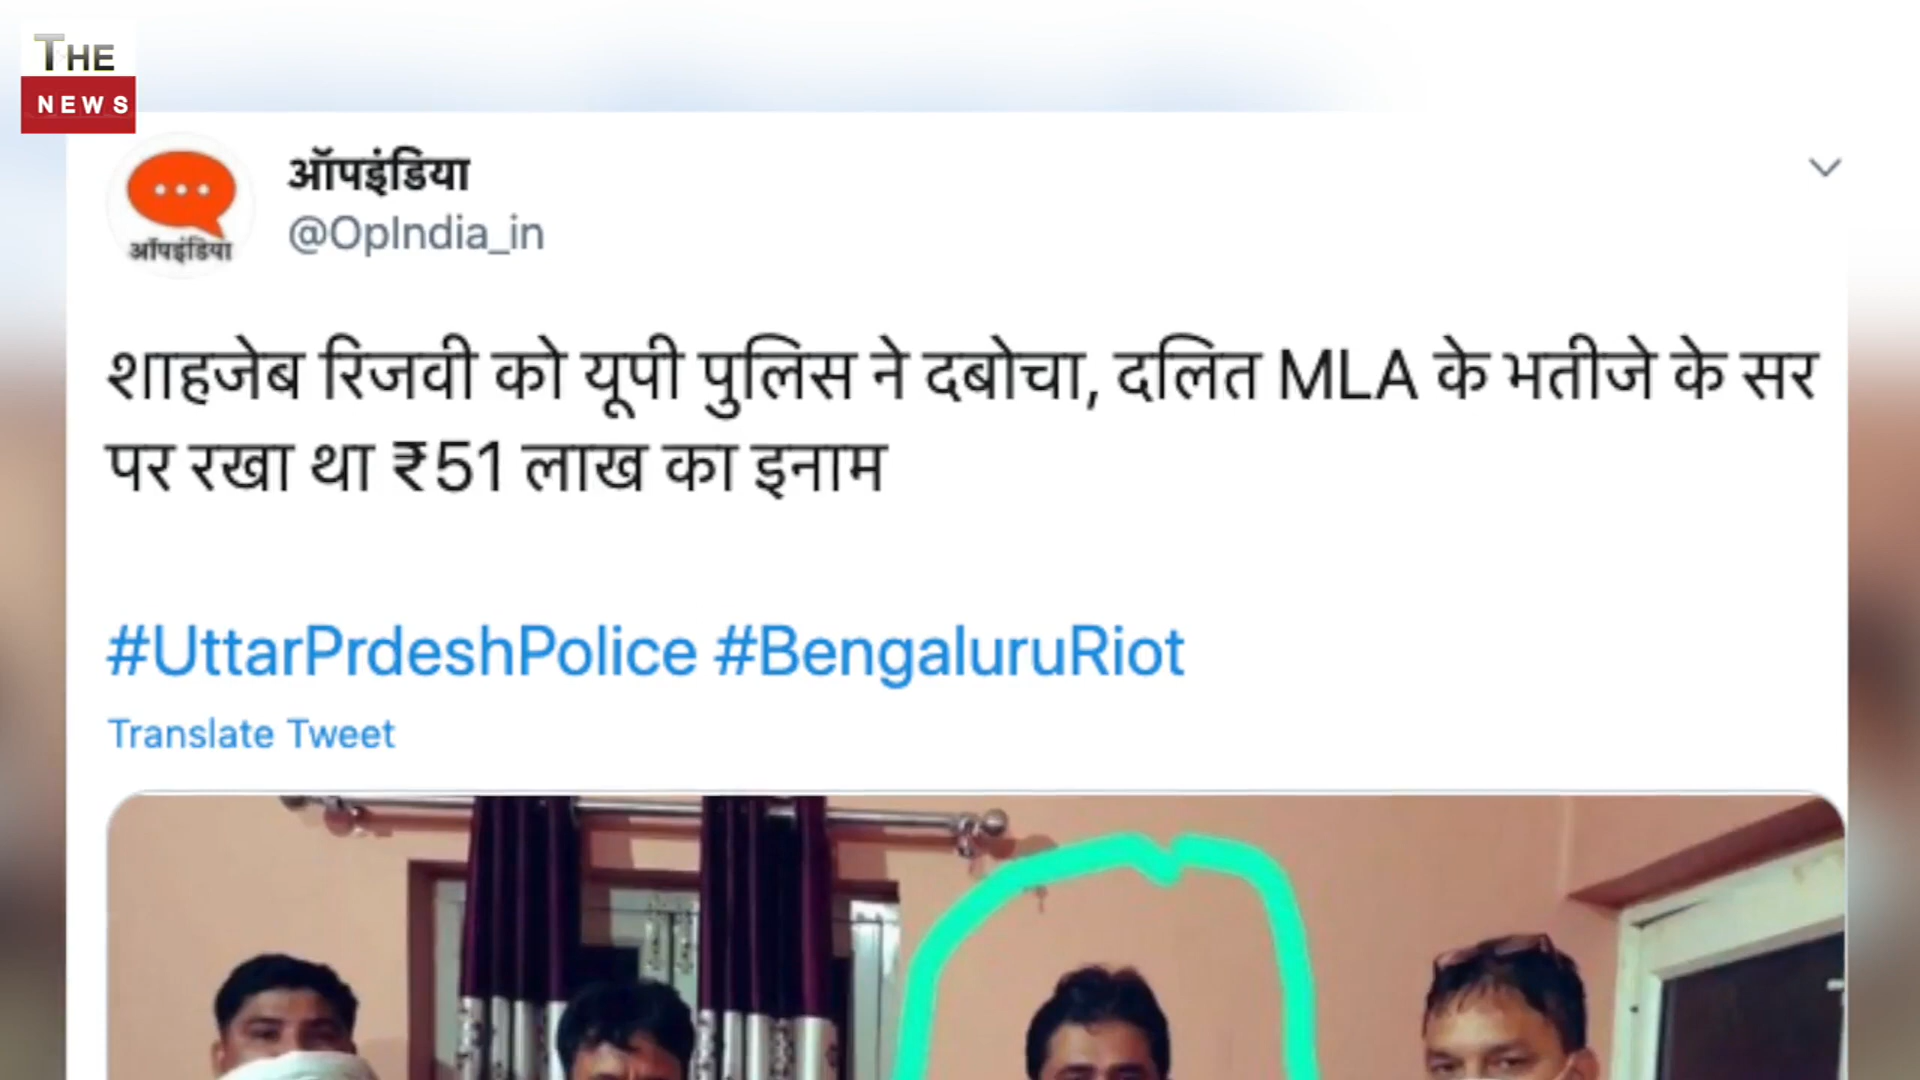 THE
NEWS
ऑपइंडिया
@OpIndia_in
ऑपइंडिया
शाहजेब रिजवी को यूपी पुलिस ने दबोचा, दलित MLA के भतीजे के सर
पर रखा था ₹51 लाख का इनाम
#UttarPrdeshPolice #BengaluruRiot
Translate Tweet